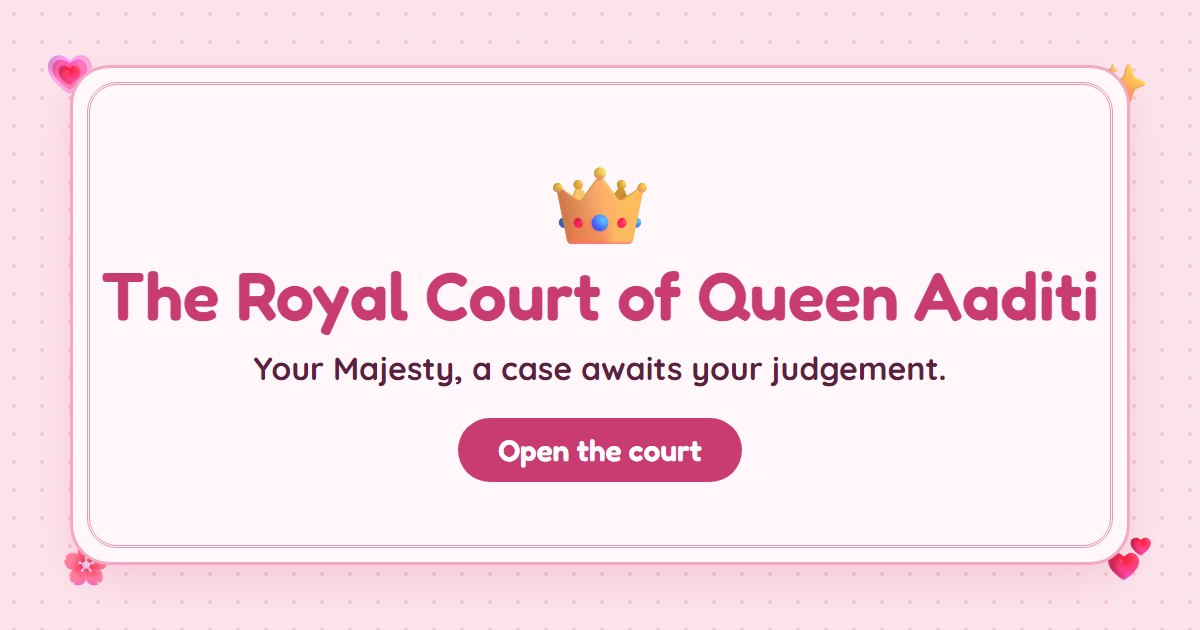 The Royal Court of Queen Aaditi
Your Majesty, a case awaits your judgement.
Open the court